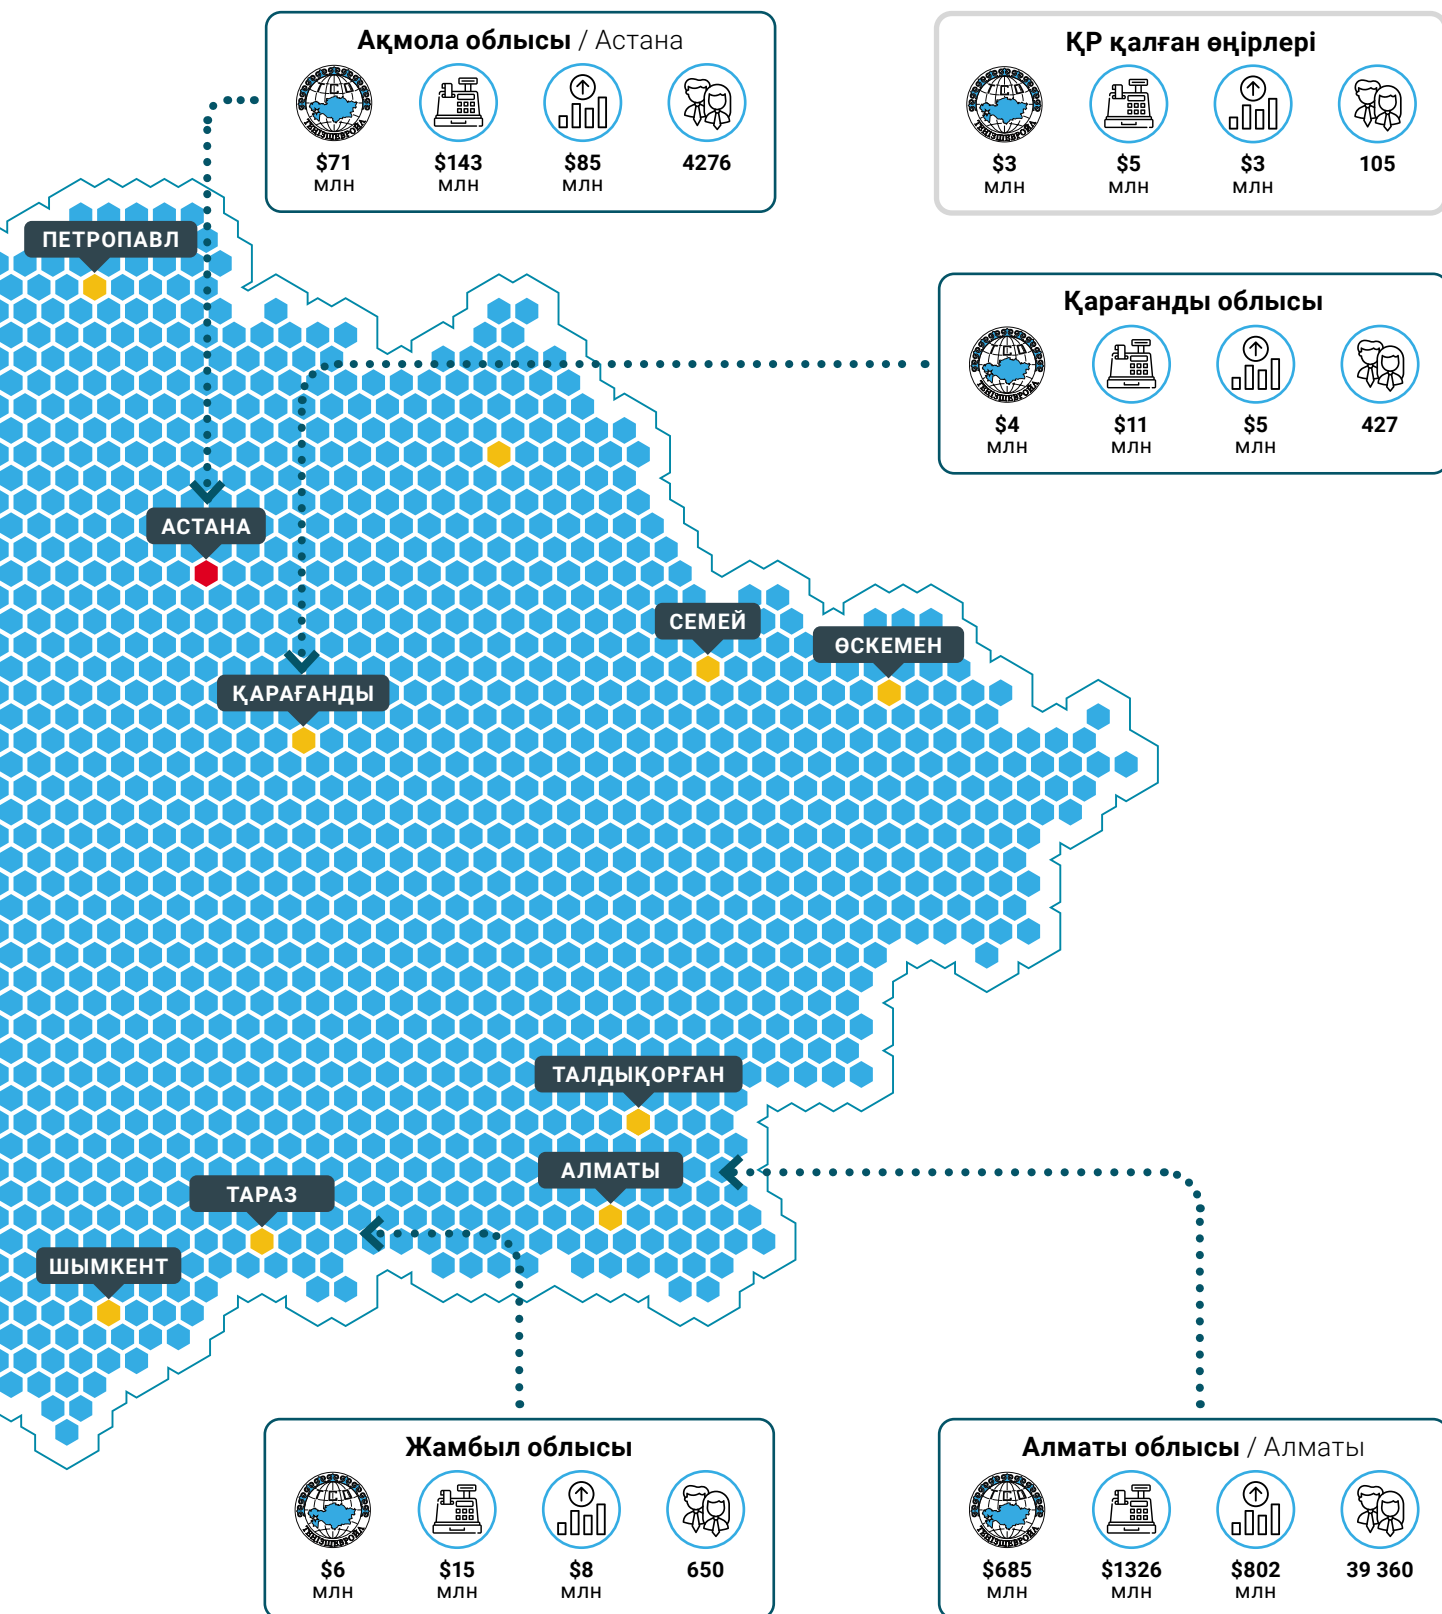 Ақмола облысы / Астана
$71 $143 $85 4276
млн млн млн
ҚР қалған өңірлері
$3 $5 $3 105
млн млн млн
ПЕТРОПАВЛ
Қарағанды облысы
$4 $11 $5 427
млн млн млн
АСТАНА
СЕМЕЙ
ӨСКЕМЕН
ҚАРАҒАНДЫ
ТАЛДЫҚОРҒАН
АЛМАТЫ
ТАРАЗ
ШЫМКЕНТ
Жамбыл облысы
$6 $15 $8 650
млн млн млн
Алматы облысы / Алматы
$685 $1326 $802 39 360
млн млн млн